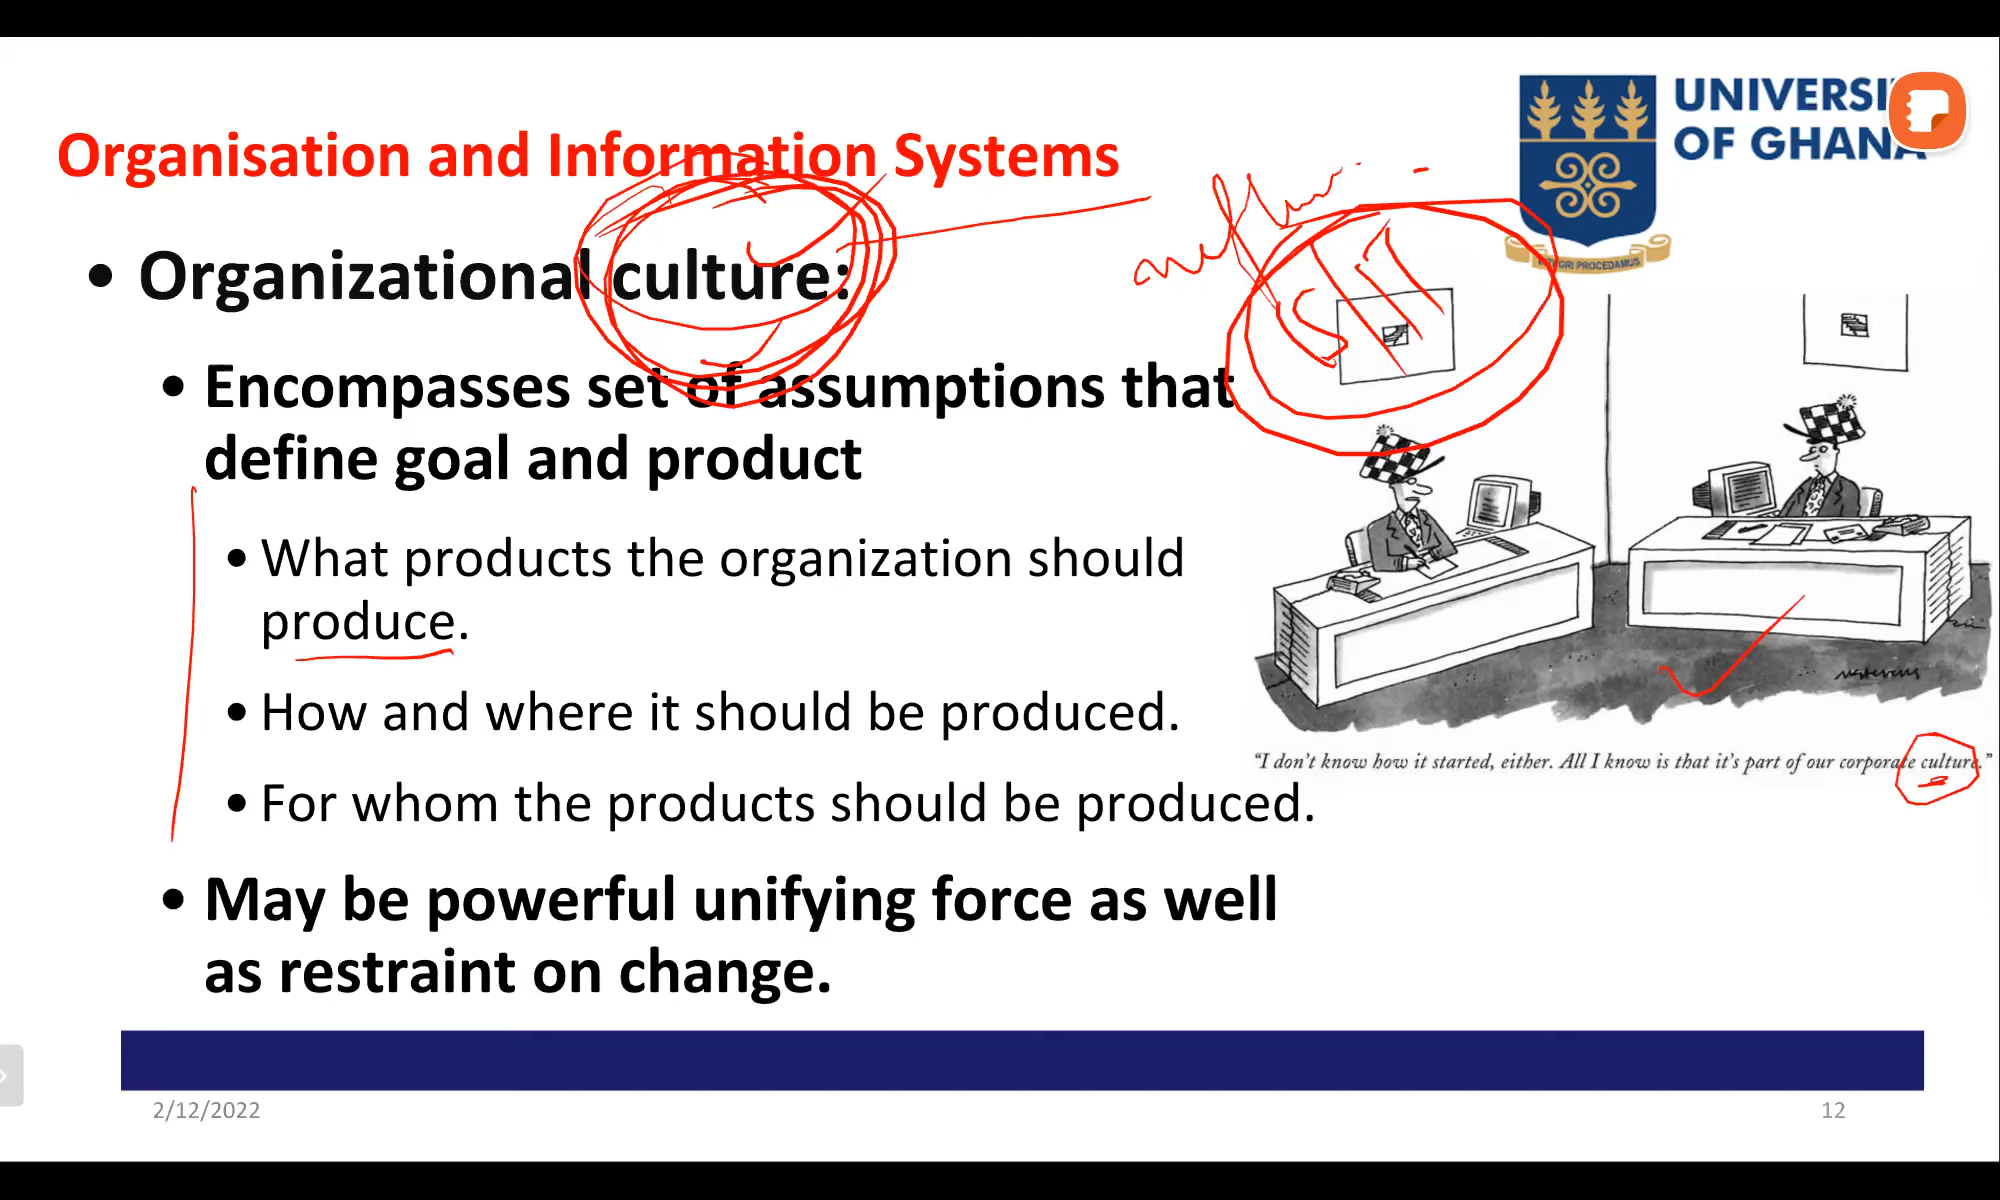 UNIVERSI
OF GHANA
Organisation and Information Systems
• Organizational culture:
• Encompasses set of assumptions that
define goal and product
• What products the organization should
produce.
• How and where it should be produced.
• For whom the products should be produced.
• May be powerful unifying force as well
as restraint on change.
"I don't know how it started, either. All I know is that it's part of our corporate culture."
2/12/2022
12